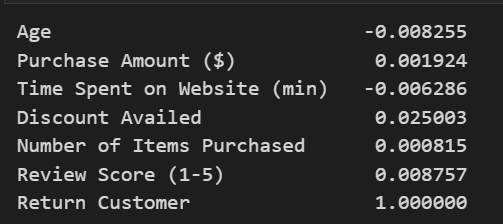 Age -0.008255
Purchase Amount ($) 0.001924
Time Spent on Website (min) -0.006286
Discount Availed 0.025003
Number of Items Purchased 0.000815
Review Score (1-5) 0.008757
Return Customer 1.000000